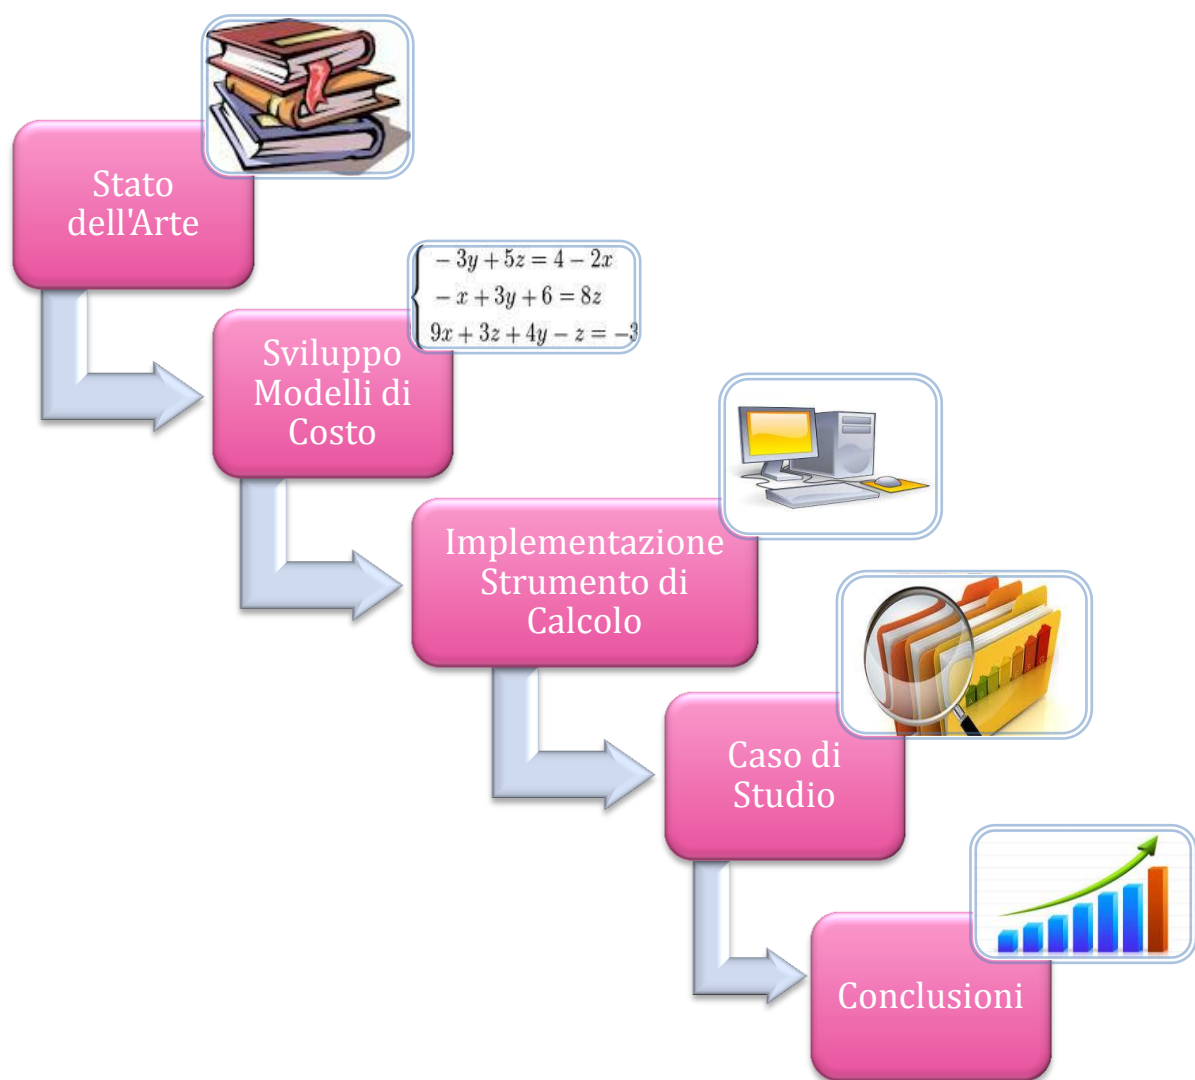 Stato
dell'Arte
- 3y + 5z = 4 - 2x
- x + 3y + 6 = 8z
9x + 3z + 4y - z = -3
Sviluppo
Modelli di
Costo
Implementazione
Strumento di
Calcolo
Caso di
Studio
Conclusioni